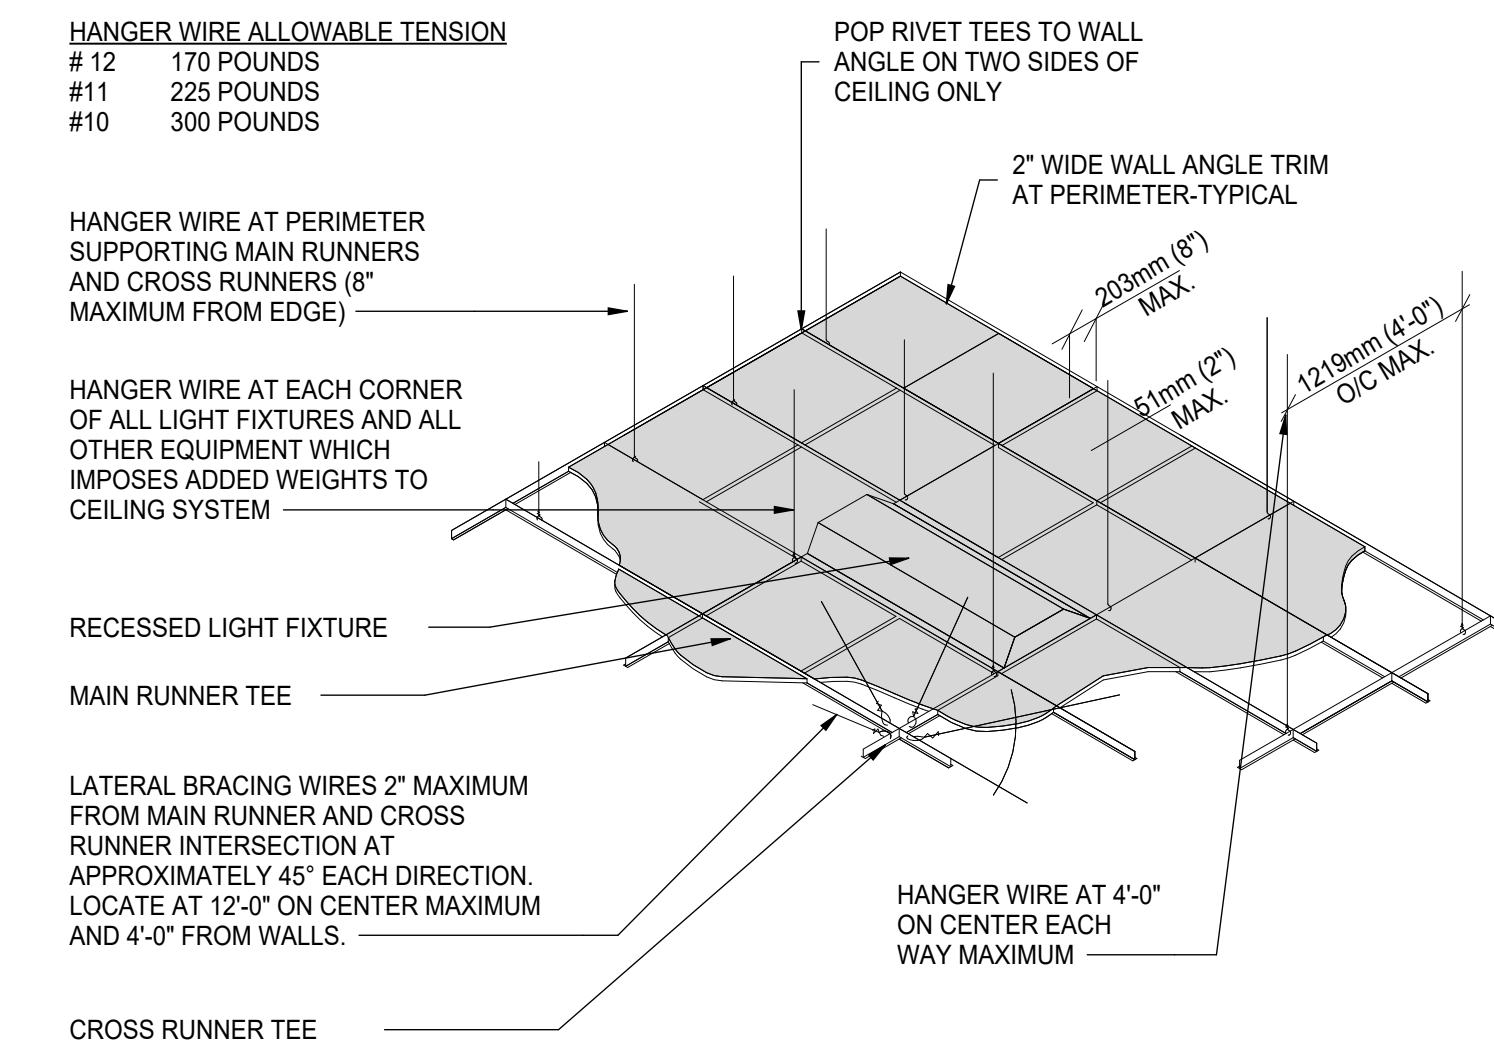 HANGER WIRE ALLOWABLE TENSION
# 12 170 POUNDS
#11 225 POUNDS
#10 300 POUNDS
POP RIVET TEES TO WALL
ANGLE ON TWO SIDES OF
CEILING ONLY
2" WIDE WALL ANGLE TRIM
AT PERIMETER-TYPICAL
HANGER WIRE AT PERIMETER
SUPPORTING MAIN RUNNERS
AND CROSS RUNNERS (8"
MAXIMUM FROM EDGE)
203mm (8")
MAX.
1219mm (4'-0")
O/C MAX.
51mm (2")
MAX.
HANGER WIRE AT EACH CORNER
OF ALL LIGHT FIXTURES AND ALL
OTHER EQUIPMENT WHICH
IMPOSES ADDED WEIGHTS TO
CEILING SYSTEM
RECESSED LIGHT FIXTURE
MAIN RUNNER TEE
LATERAL BRACING WIRES 2" MAXIMUM
FROM MAIN RUNNER AND CROSS
RUNNER INTERSECTION AT
APPROXIMATELY 45° EACH DIRECTION.
LOCATE AT 12'-0" ON CENTER MAXIMUM
AND 4'-0" FROM WALLS.
HANGER WIRE AT 4'-0"
ON CENTER EACH
WAY MAXIMUM
CROSS RUNNER TEE